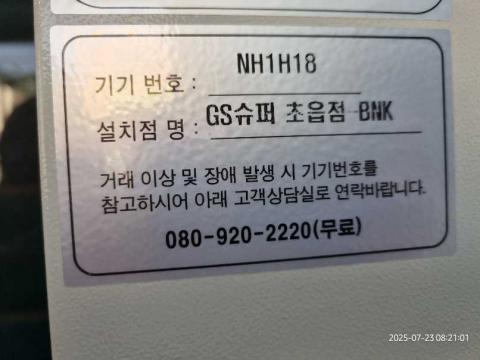 기기 번호 : NH1H18
설치점 명 : GS슈퍼 초읍점-BNK
거래 이상 및 장애 발생 시 기기번호를
참고하시어 아래 고객상담실로 연락바랍니다.
080-920-2220(무료)
2025-07-23 08:21:01